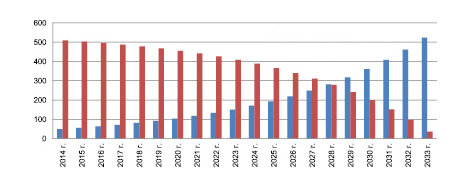 600
500
400
300
200
100
0
2014 г.
2015 г.
2016 г.
2017 г.
2018 г.
2019 г.
2020 г.
2021 г.
2022 г.
2023 г.
2024 г.
2025 г.
2026 г.
2027 г.
2028 г.
2029 г.
2030 г.
2031 г.
2032 г.
2033 г.